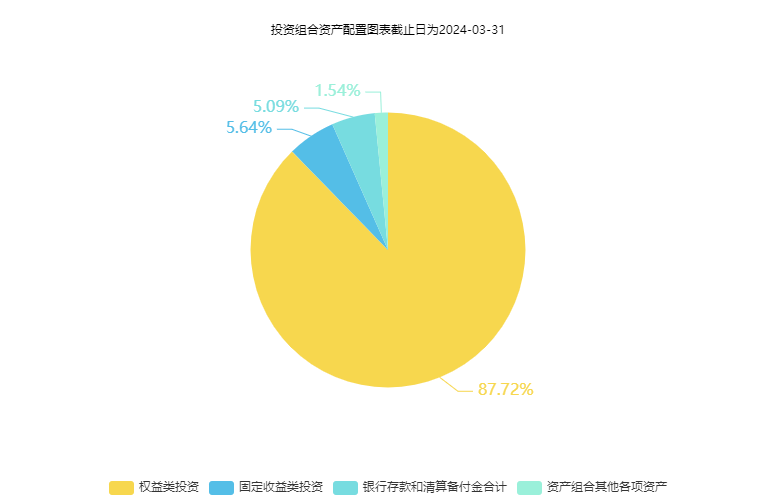 投资组合资产配置图表截止日为2024-03-31
1.54%
5.09%
5.64%
87.72%
权益类投资
固定收益类投资
银行存款和清算备付金合计
资产组合其他各项资产